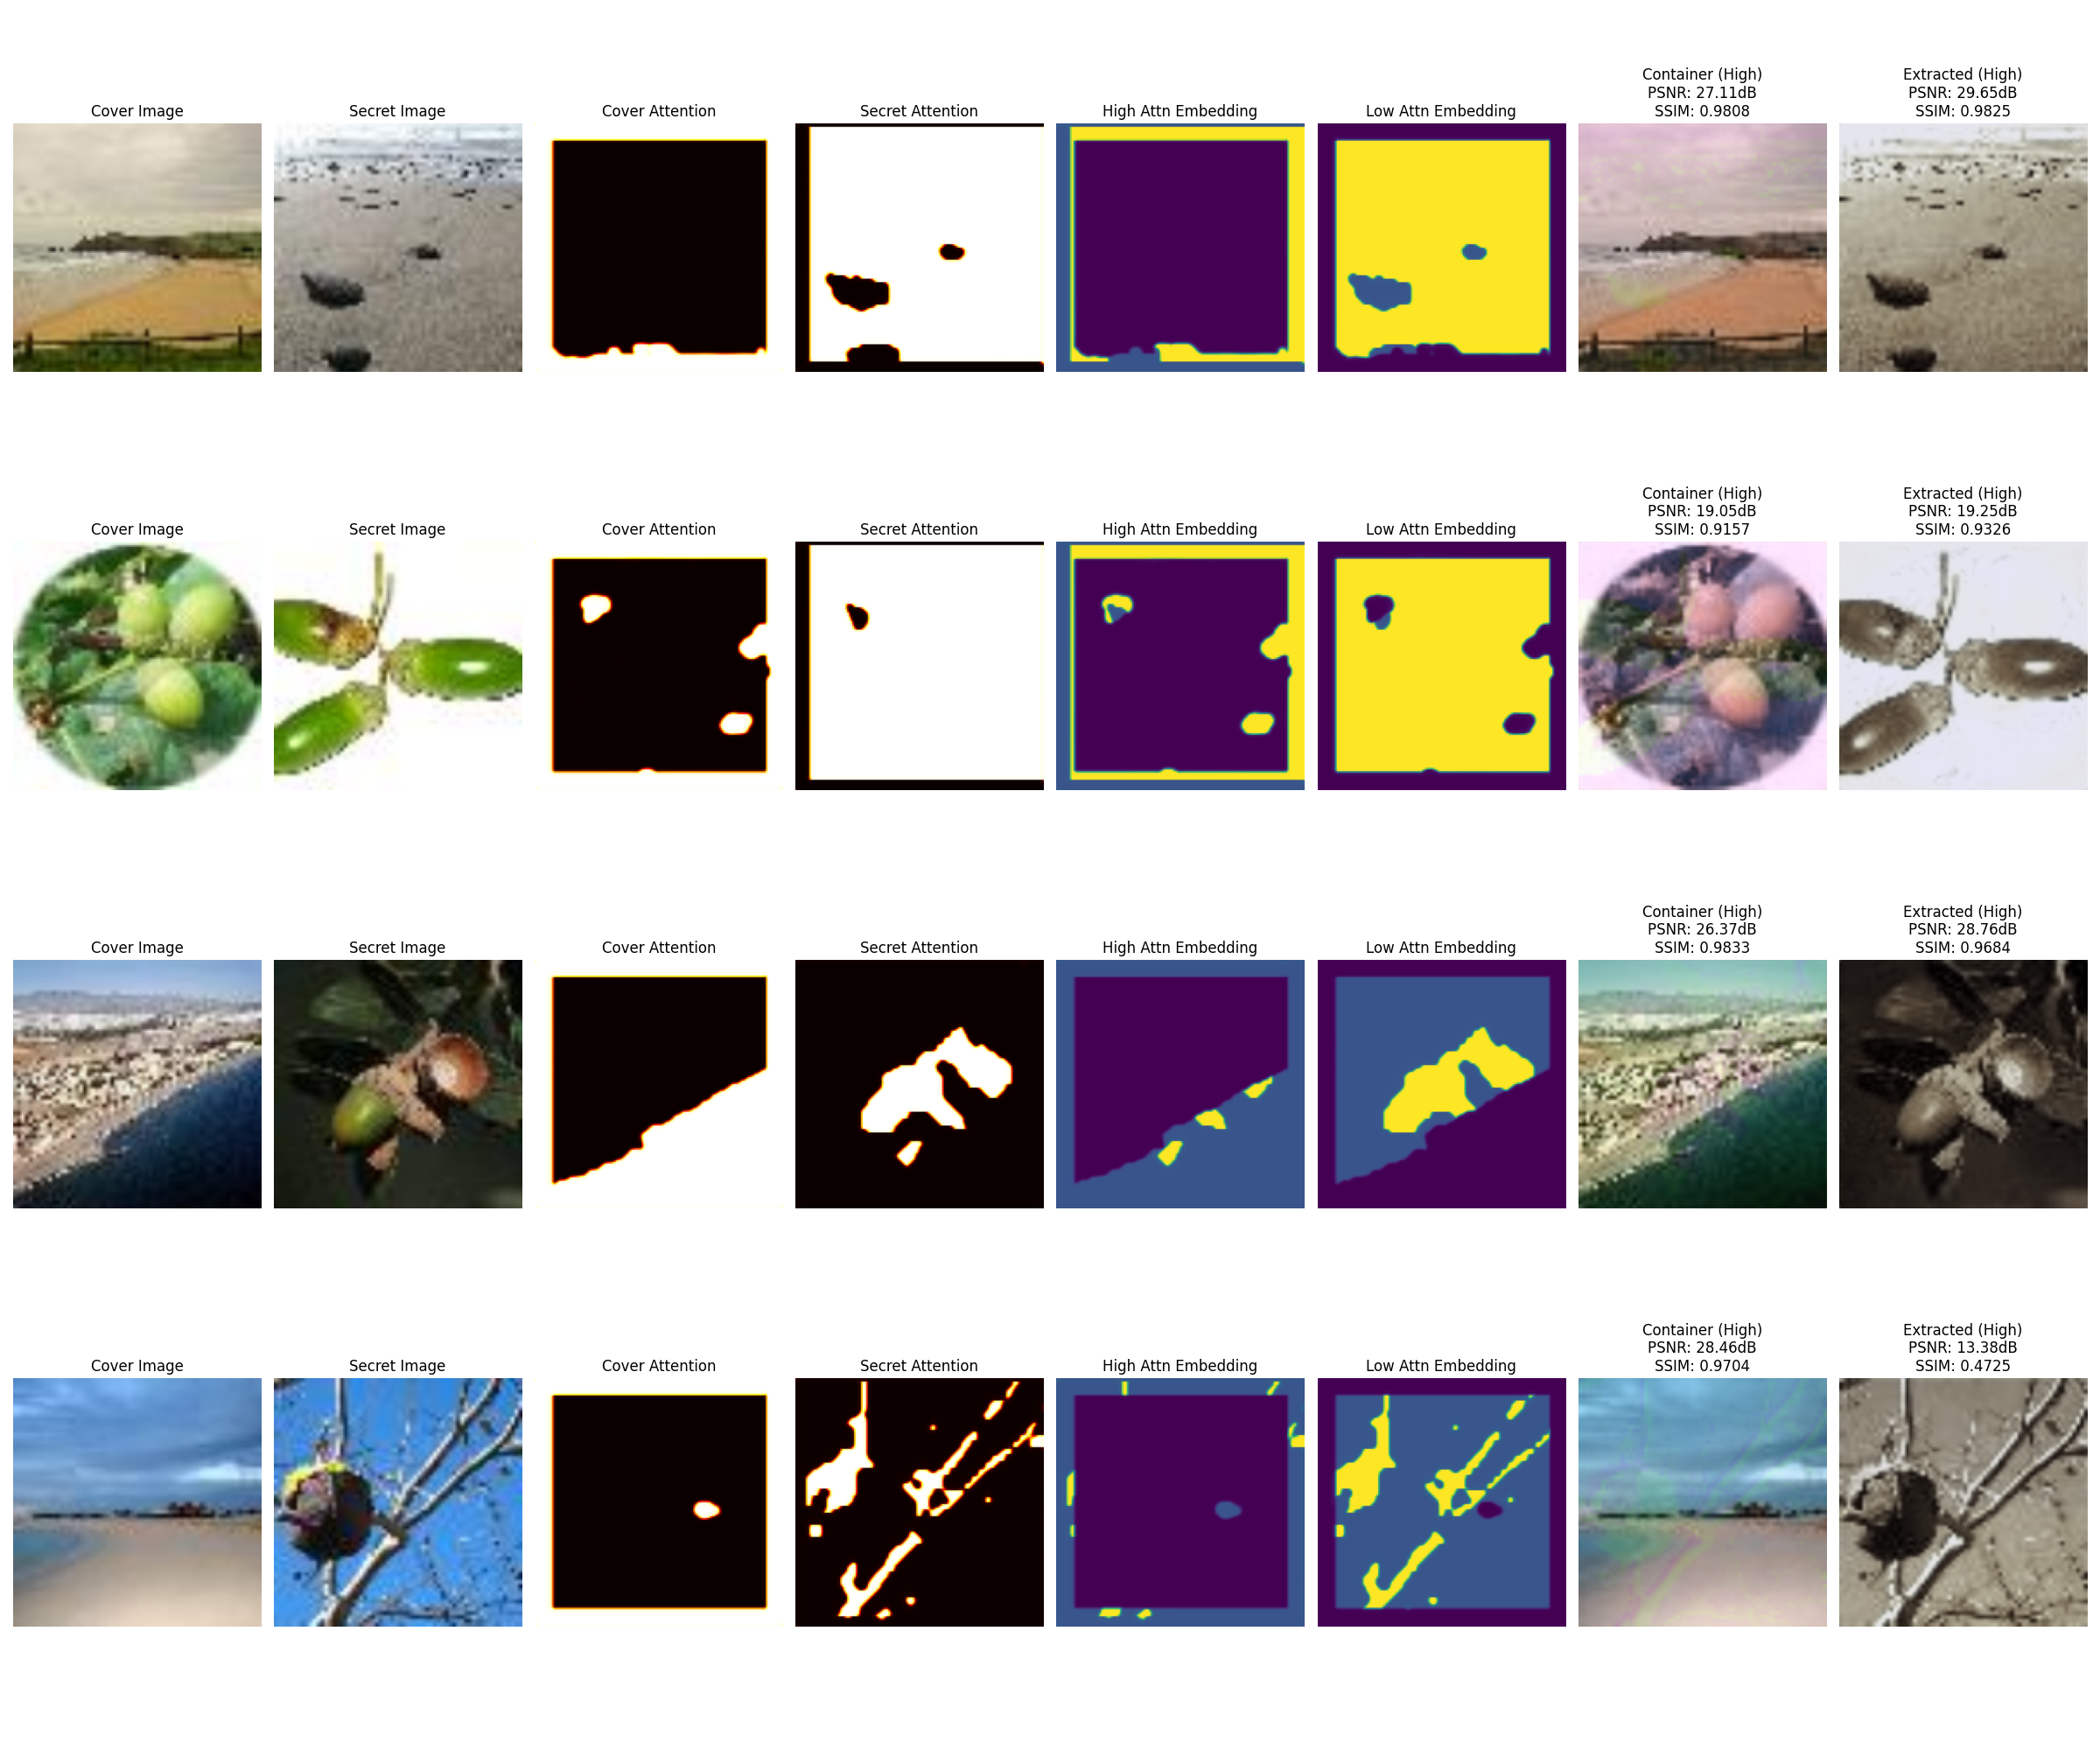 Cover Image
Secret Image
Cover Attention
Secret Attention
High Attn Embedding
Low Attn Embedding
Container (High)
PSNR: 27.11dB
SSIM: 0.9808
Extracted (High)
PSNR: 29.65dB
SSIM: 0.9825
Cover Image
Secret Image
Cover Attention
Secret Attention
High Attn Embedding
Low Attn Embedding
Container (High)
PSNR: 19.05dB
SSIM: 0.9157
Extracted (High)
PSNR: 19.25dB
SSIM: 0.9326
Cover Image
Secret Image
Cover Attention
Secret Attention
High Attn Embedding
Low Attn Embedding
Container (High)
PSNR: 26.37dB
SSIM: 0.9833
Extracted (High)
PSNR: 28.76dB
SSIM: 0.9684
Cover Image
Secret Image
Cover Attention
Secret Attention
High Attn Embedding
Low Attn Embedding
Container (High)
PSNR: 28.46dB
SSIM: 0.9704
Extracted (High)
PSNR: 13.38dB
SSIM: 0.4725